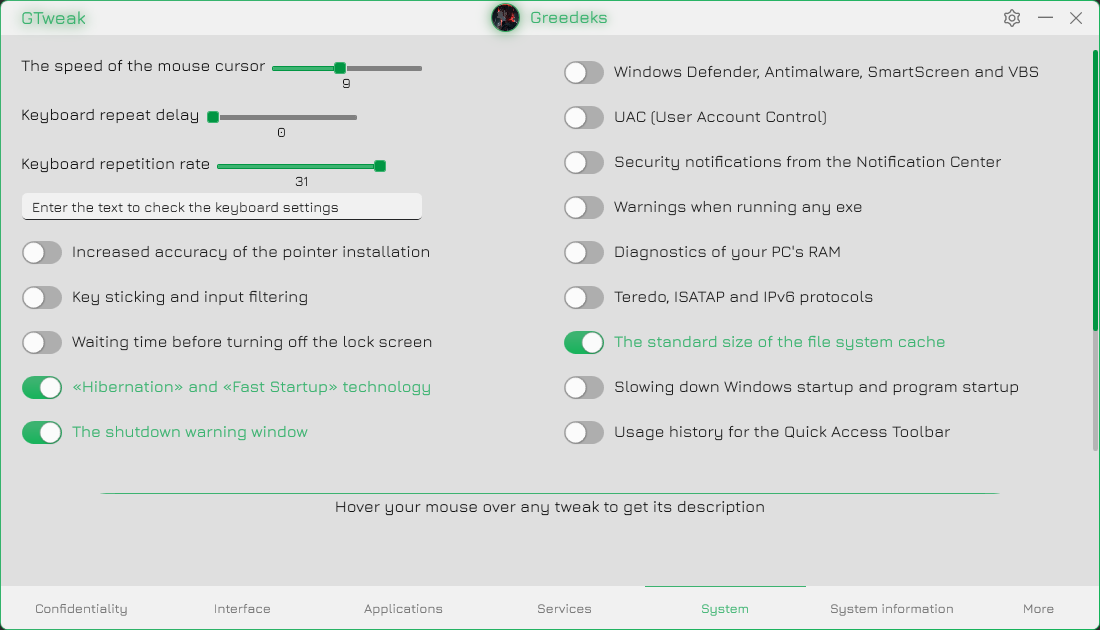 GTweak
Greedeks
The speed of the mouse cursor
9
Keyboard repeat delay
0
Keyboard repetition rate
31
Enter the text to check the keyboard settings
Increased accuracy of the pointer installation
Key sticking and input filtering
Waiting time before turning off the lock screen
«Hibernation» and «Fast Startup» technology
The shutdown warning window
Windows Defender, Antimalware, SmartScreen and VBS
UAC (User Account Control)
Security notifications from the Notification Center
Warnings when running any exe
Diagnostics of your PC's RAM
Teredo, ISATAP and IPv6 protocols
The standard size of the file system cache
Slowing down Windows startup and program startup
Usage history for the Quick Access Toolbar
Hover your mouse over any tweak to get its description
Confidentiality
Interface
Applications
Services
System
System information
More